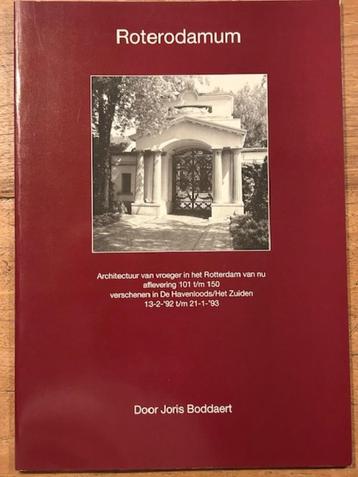 Roterodamum
Architectuur van vroeger in het Rotterdam van nu
aflevering 101 t/m 150
verschenen in De Havenloods/Het Zuiden
13-2-'92 t/m 21-1-'93
Door Joris Boddaert